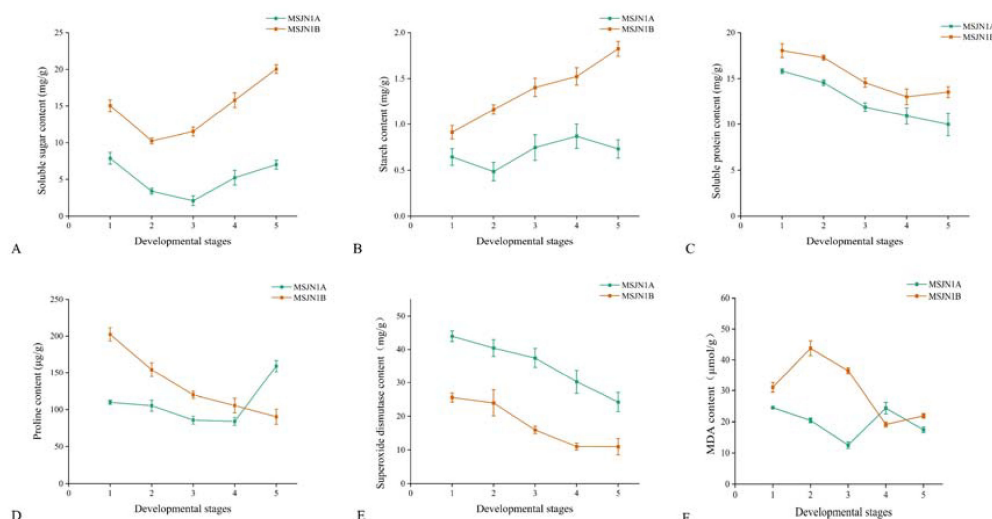 MSJN1A
MSJN1B
Soluble sugar content (mg/g)
25
20
15
10
5
0
0 1 2 3 4 5
Developmental stages
A
MSJN1A
MSJN1B
Starch content (mg/g)
2.0
1.5
1.0
0.5
0.0
0 1 2 3 4 5
Developmental stages
B
MSJN1A
MSJN1B
Soluble protein content (mg/g)
20
15
10
5
0
0 1 2 3 4 5
Developmental stages
C
MSJN1A
MSJN1B
Proline content (μg/g)
250
200
150
100
50
0
0 1 2 3 4 5
Developmental stages
D
MSJN1A
MSJN1B
Superoxide dismutase content（mg/g）
50
40
30
20
10
0
0 1 2 3 4 5
Developmental stages
E
MSJN1A
MSJN1B
MDA content（μmol/g）
60
50
40
30
20
10
0
0 1 2 3 4 5
Developmental stages
F